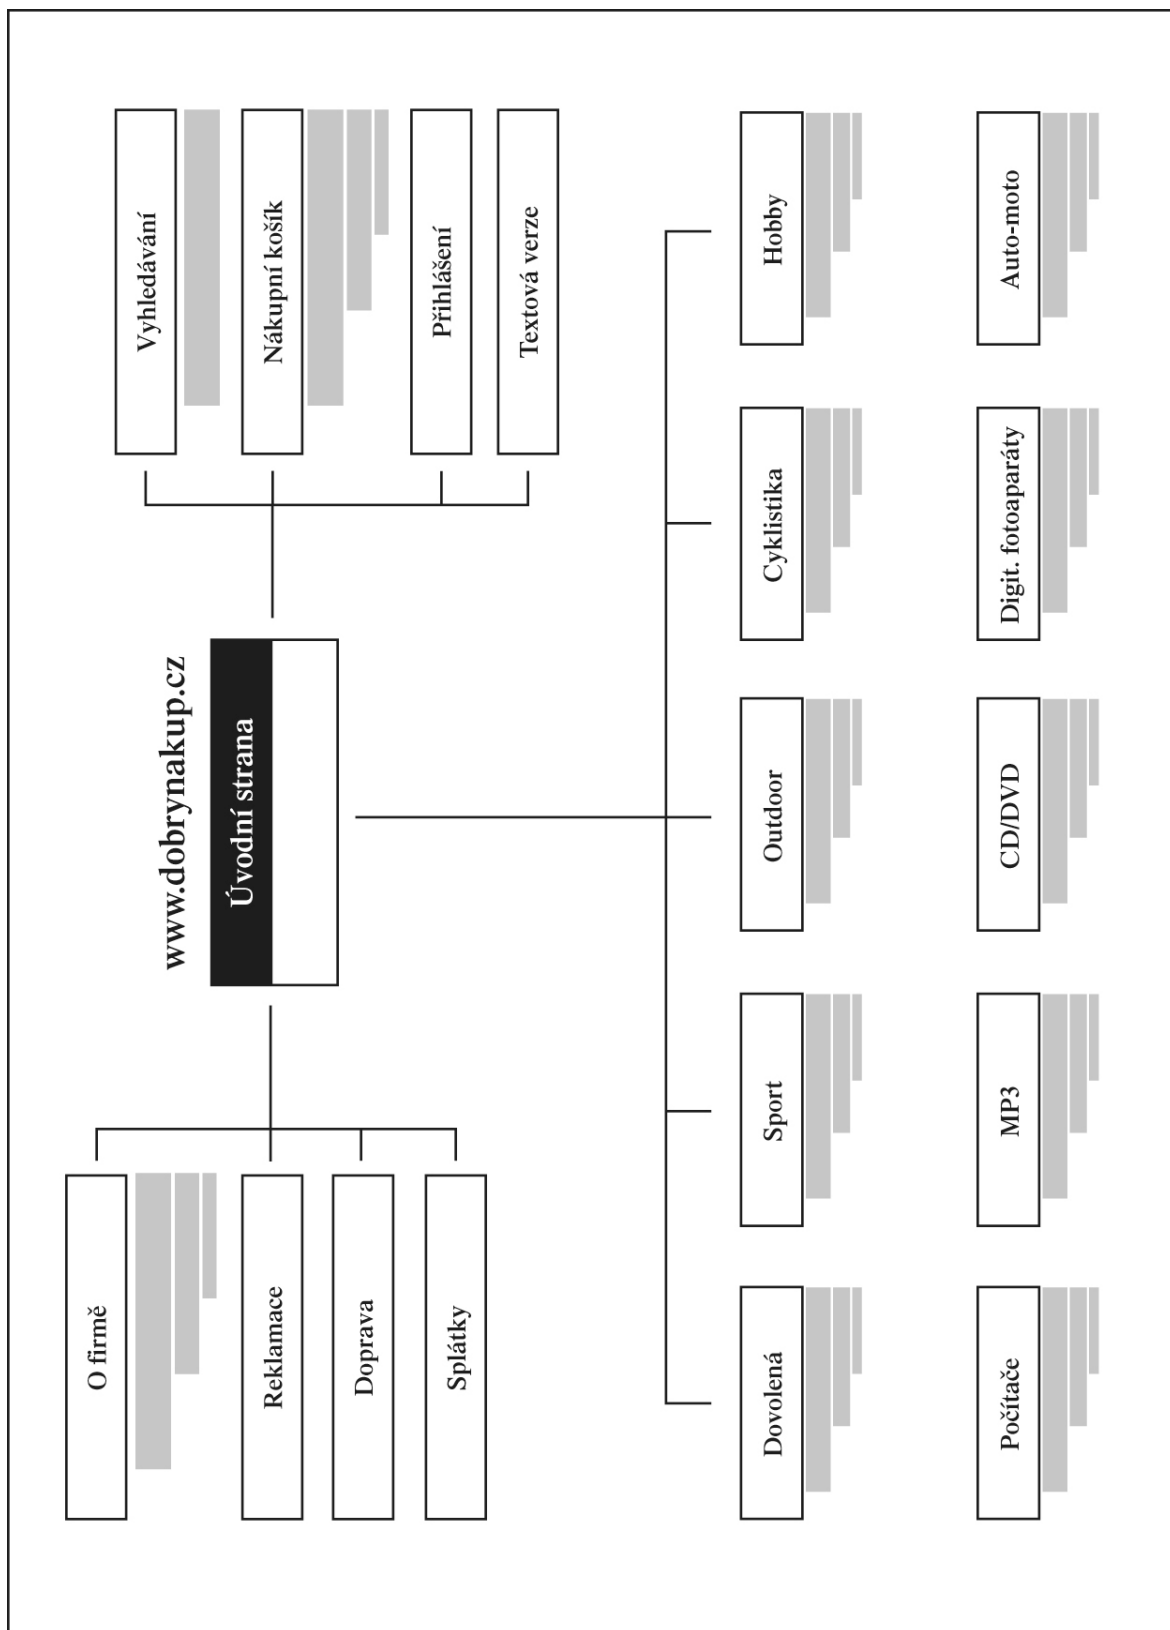 www.dobrynakup.cz
Úvodní strana
O firmě
Reklamace
Doprava
Splátky
Vyhledávání
Nákupní košík
Přihlášení
Textová verze
Dovolená
Sport
Outdoor
Cyklistika
Hobby
Počítače
MP3
CD/DVD
Digit. fotoaparáty
Auto-moto